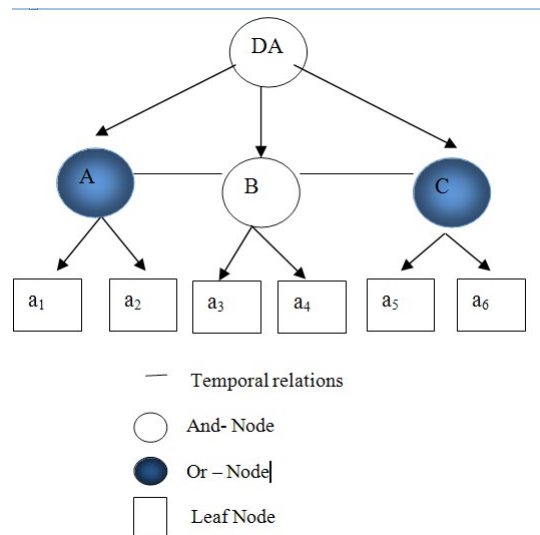 DA
A B C
a₁ a₂ a₃ a₄ a₅ a₆
Temporal relations
And- Node
Or – Node
Leaf Node